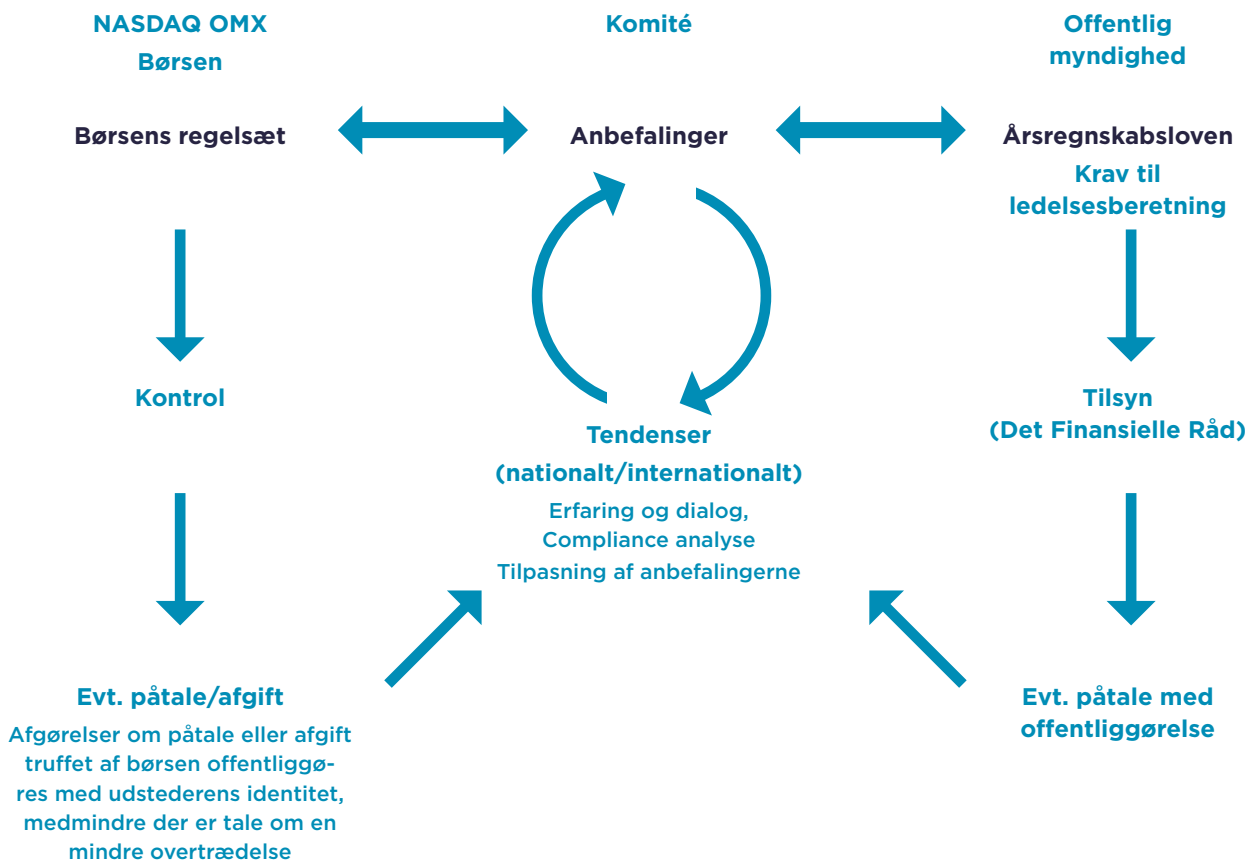 NASDAQ OMX
Børsen
Komité
Offentlig
myndighed
Børsens regelsæt
Anbefalinger
Årsregnskabsloven
Krav til
ledelsesberetning
Kontrol
Tendenser
(nationalt/internationalt)
Erfaring og dialog,
Compliance analyse
Tilpasning af anbefalingerne
Tilsyn
(Det Finansielle Råd)
Evt. påtale/afgift
Afgørelser om påtale eller afgift
truffet af børsen offentliggø-
res med udstederens identitet,
medmindre der er tale om en
mindre overtrædelse
Evt. påtale med
offentliggørelse